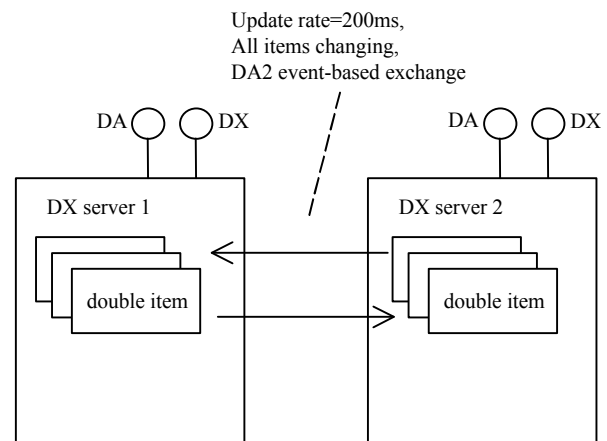 Update rate=200ms,
All items changing,
DA2 event-based exchange
DA
DX
DA
DX
DX server 1
DX server 2
double item
double item